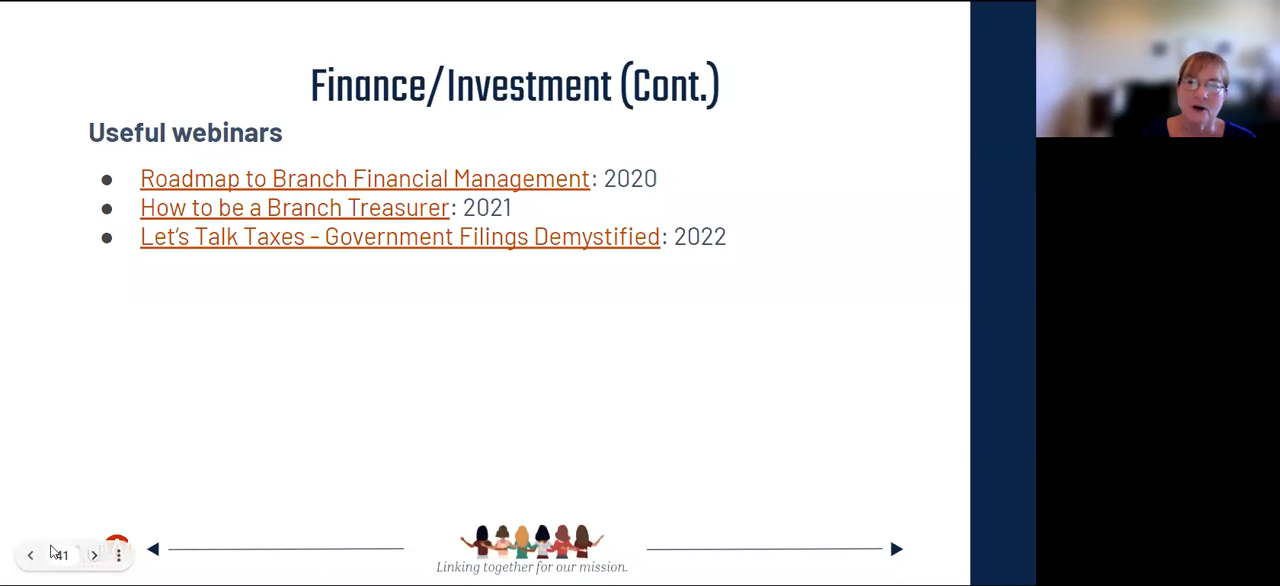 Finance/Investment (Cont.)
Useful webinars
● Roadmap to Branch Financial Management: 2020
● How to be a Branch Treasurer: 2021
● Let’s Talk Taxes – Government Filings Demystified: 2022
41
Linking together for our mission.